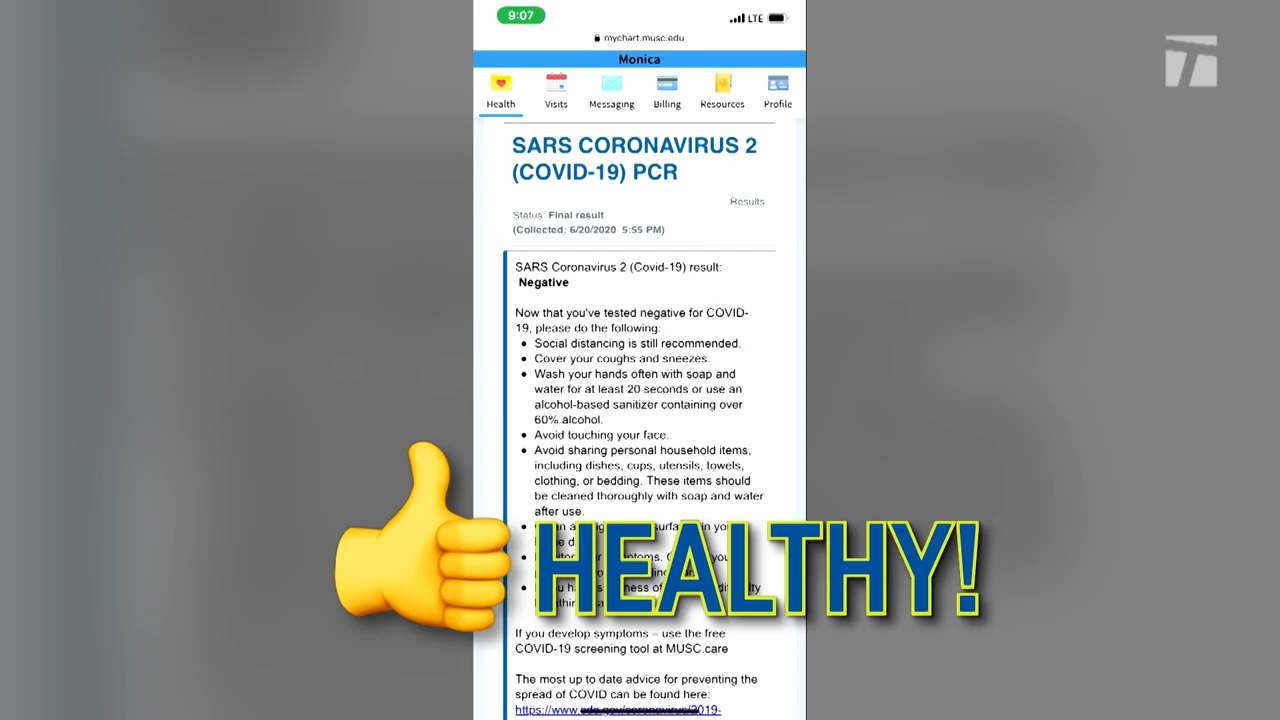 9:07
LTE
mychart.musc.edu
Monica
Health Visits Messaging Billing Resources Profile
SARS CORONAVIRUS 2
(COVID-19) PCR
Results
Status: Final result
(Collected: 6/20/2020 5:55 PM)
SARS Coronavirus 2 (Covid-19) result:
Negative
Now that you've tested negative for COVID-
19, please do the following:
• Social distancing is still recommended.
• Cover your coughs and sneezes.
• Wash your hands often with soap and
water for at least 20 seconds or use an
alcohol-based sanitizer containing over
60% alcohol.
• Avoid touching your face.
• Avoid sharing personal household items,
including dishes, cups, utensils, towels,
clothing, or bedding. These items should
be cleaned thoroughly with soap and water
after use.
HEALTHY!
If you develop symptoms – use the free
COVID-19 screening tool at MUSC.care
The most up to date advice for preventing the
spread of COVID can be found here:
https://www.cdc.gov/coronavirus/2019-